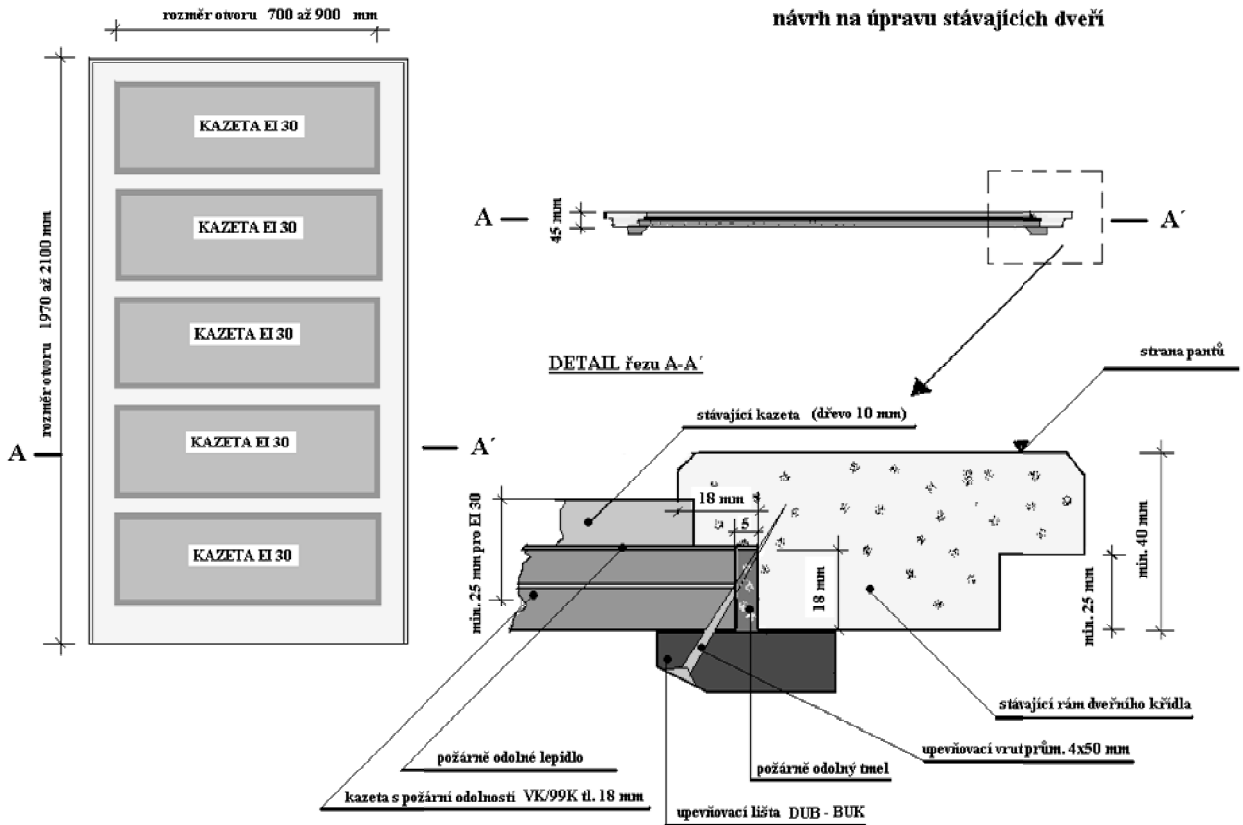 rozměr otvoru 700 až 900 mm
návrh na úpravu stávajících dveří
KAZETA EI 30
KAZETA EI 30
KAZETA EI 30
KAZETA EI 30
KAZETA EI 30
rozměr otvoru 1970 až 2100 mm
A
A´
A
A´
45 mm
DETAIL řezu A-A´
strana pantů
stávající kazeta (dřevo 10 mm)
18 mm
5
18 mm
min. 25 mm pro EI 30
min. 25 mm
min. 40 mm
stávající rám dveřního křídla
upevňovací vrut prům. 4x50 mm
požárně odolné lepidlo
požárně odolný tmel
kazeta s požární odolnosti VK/99K tl. 18 mm
upevňovací lišta DUB - BUK